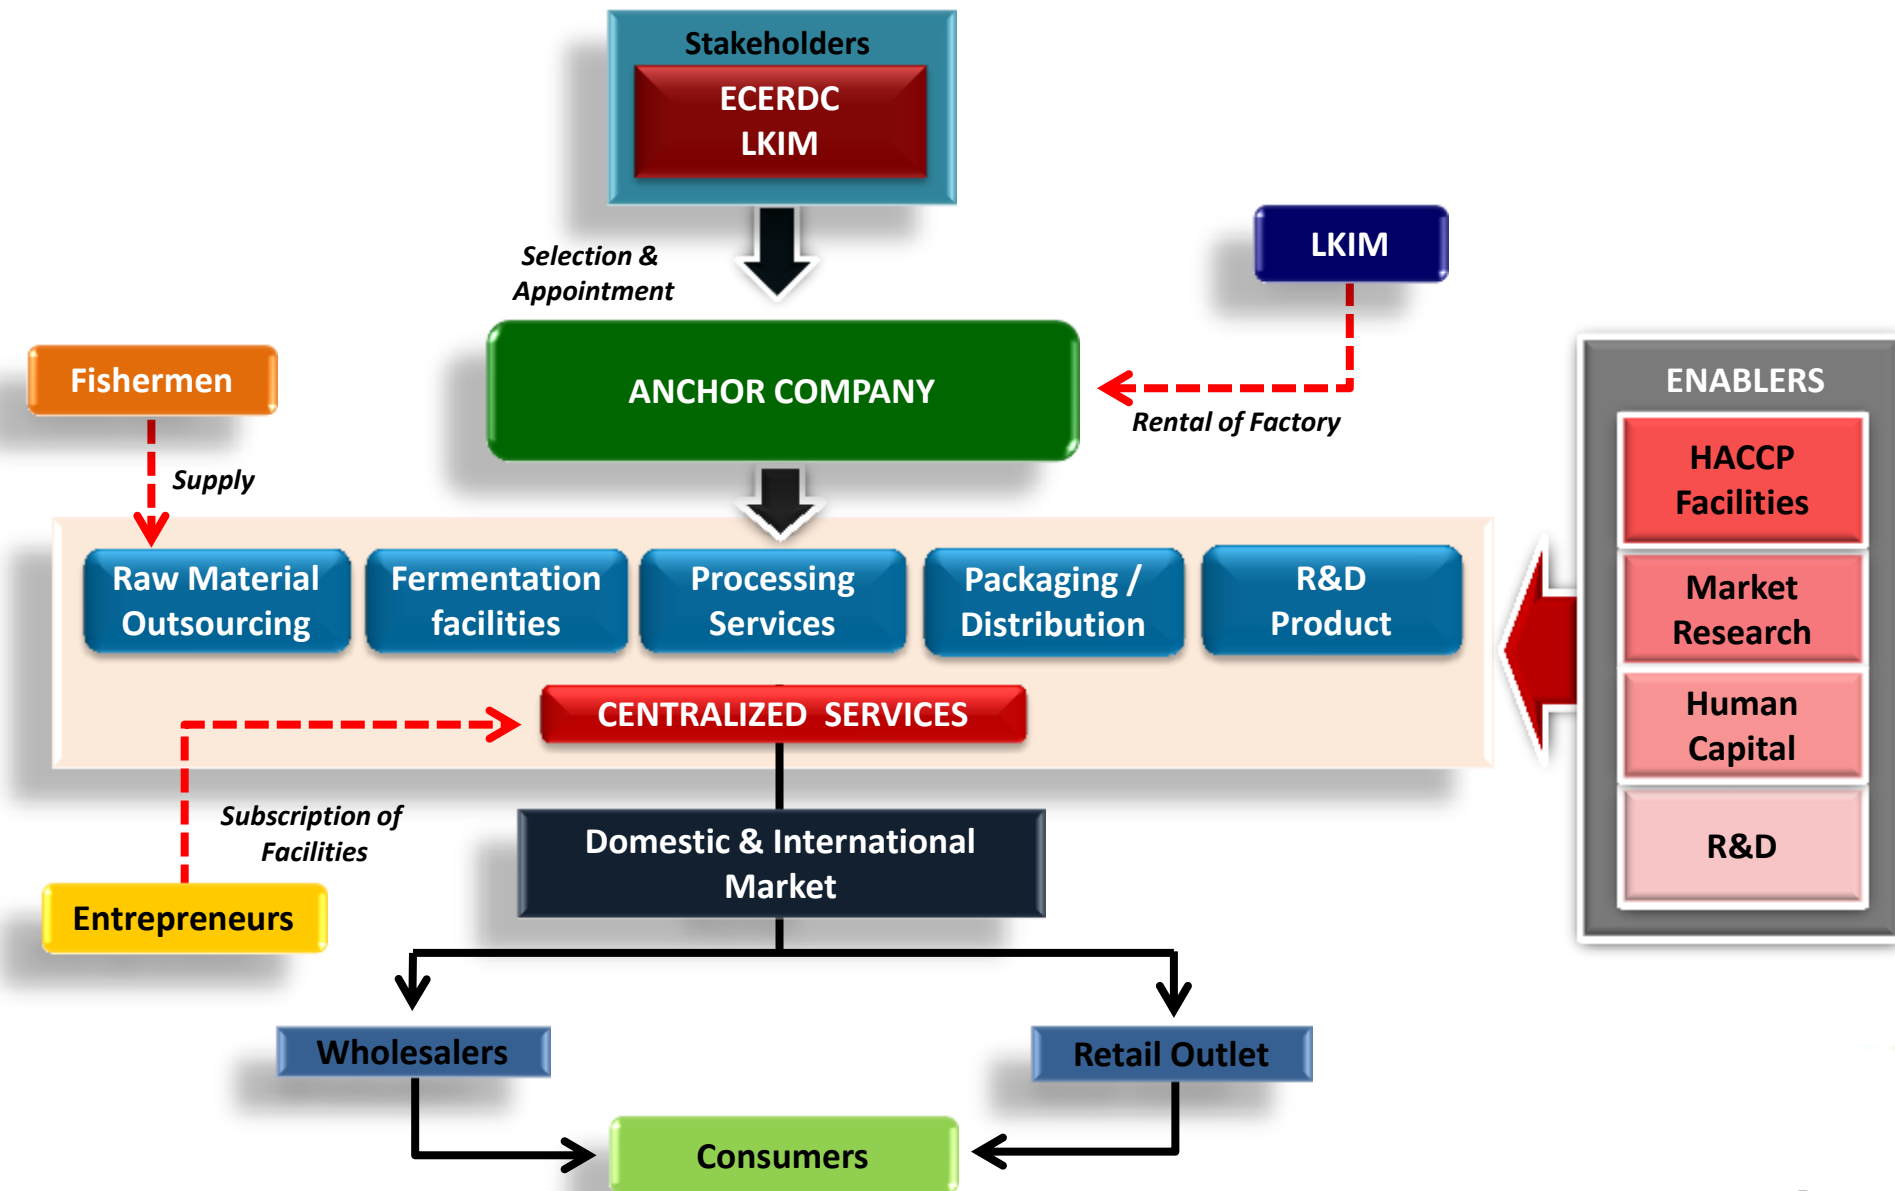 Stakeholders
ECERDC
LKIM
Selection &
Appointment
LKIM
ANCHOR COMPANY
Rental of Factory
Fishermen
Supply
ENABLERS
HACCP
Facilities
Market
Research
Human
Capital
R&D
Raw Material
Outsourcing
Fermentation
facilities
Processing
Services
Packaging /
Distribution
R&D
Product
CENTRALIZED SERVICES
Subscription of
Facilities
Entrepreneurs
Domestic & International
Market
Wholesalers
Retail Outlet
Consumers